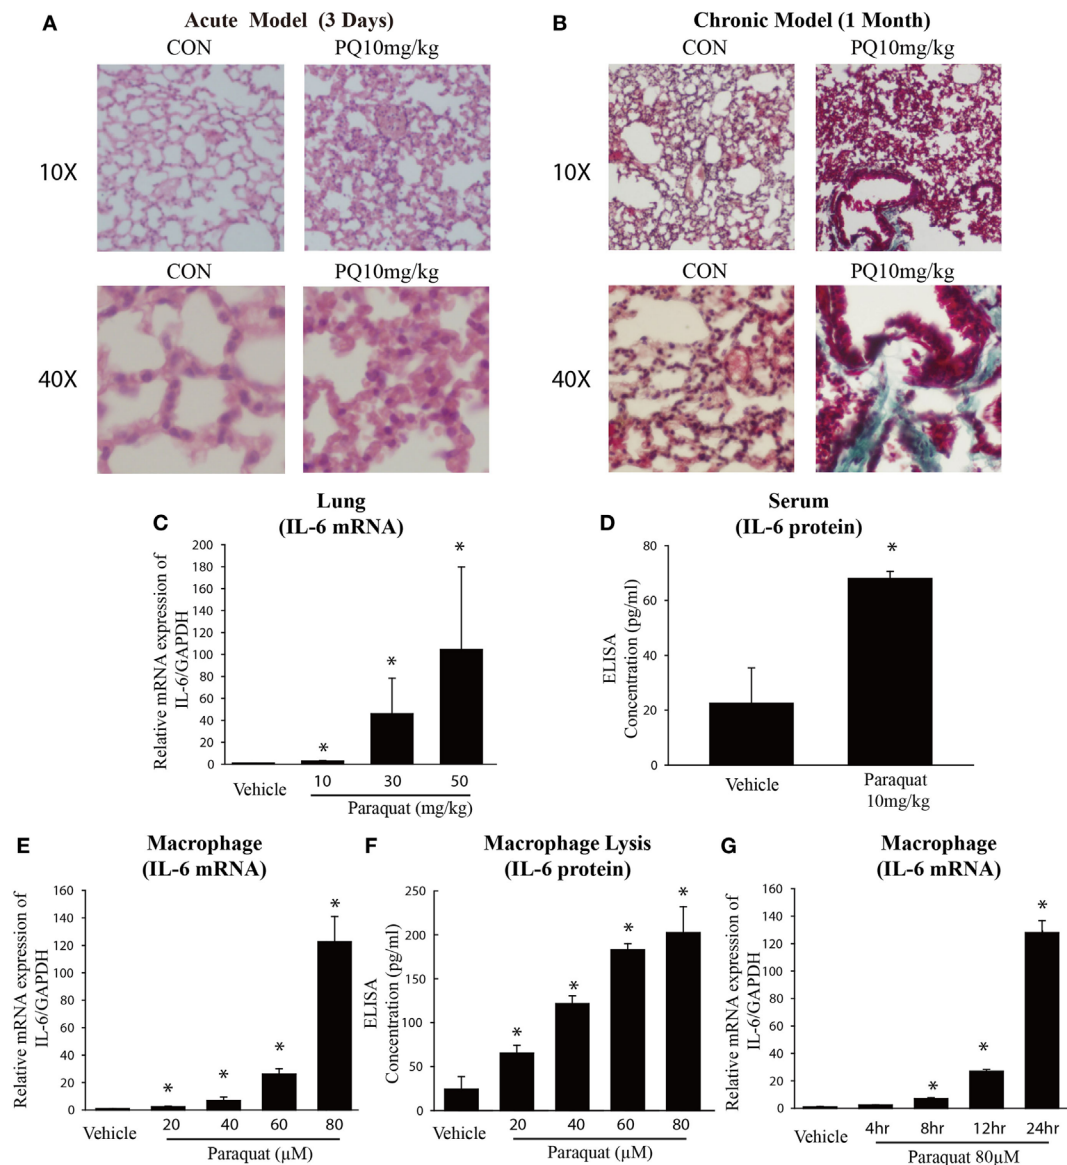 A
Acute Model (3 Days)
CON PQ10mg/kg
10X
CON PQ10mg/kg
40X
B
Chronic Model (1 Month)
CON PQ10mg/kg
10X
CON PQ10mg/kg
40X
C
Lung
(IL-6 mRNA)
Relative mRNA expression of
IL-6/GAPDH
200
180
160
140
120
100
80
60
40
20
0
* * *
Vehicle 10 30 50
Paraquat (mg/kg)
D
Serum
(IL-6 protein)
ELISA
Concentration (pg/ml)
80
60
40
20
0
*
Vehicle Paraquat
10mg/kg
E
Macrophage
(IL-6 mRNA)
Relative mRNA expression of
IL-6/GAPDH
160
140
120
100
80
60
40
20
0
* * * *
Vehicle 20 40 60 80
Paraquat (µM)
F
Macrophage Lysis
(IL-6 protein)
ELISA
Concentration (pg/ml)
250
200
150
100
50
0
* * * *
Vehicle 20 40 60 80
Paraquat (µM)
G
Macrophage
(IL-6 mRNA)
Relative mRNA expression of
IL-6/GAPDH
160
140
120
100
80
60
40
20
0
* * *
Vehicle 4hr 8hr 12hr 24hr
Paraquat 80µM